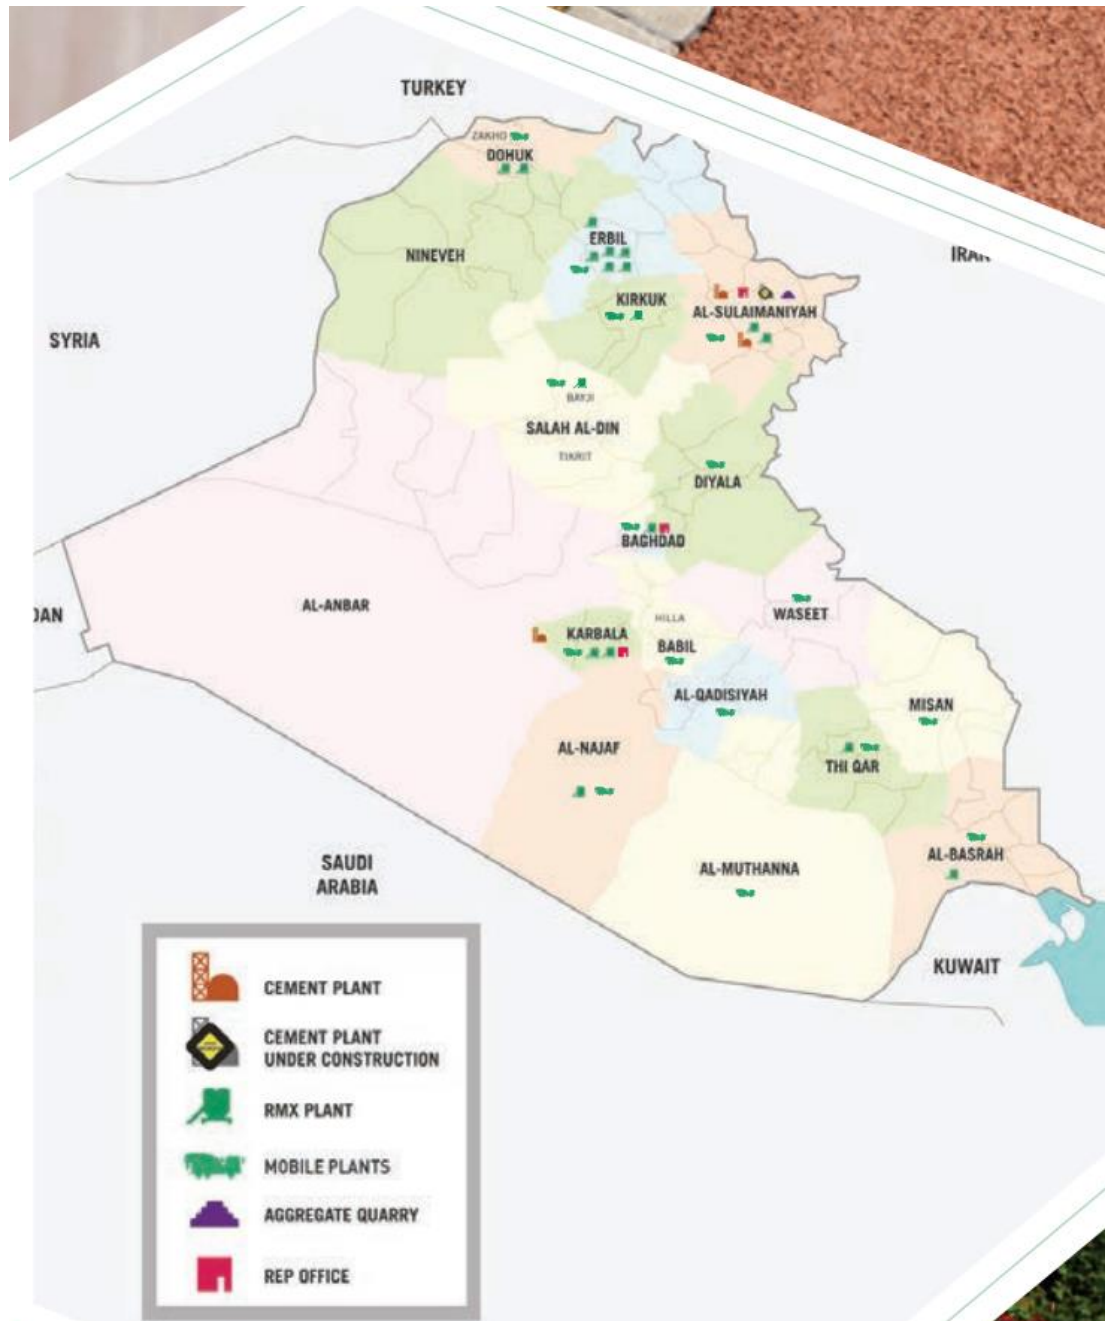 TURKEY
ZAKHO
DOHUK
ERBIL
NINEVEH
IRAN
KIRKUK
AL-SULAIMANIYAH
SYRIA
BAYJI
SALAH AL-DIN
TIKRIT
DIYALA
BAGHDAD
AL-ANBAR
DAN
WASEET
HILLA
KARBALA
BABIL
AL-QADISIYAH
MISAN
AL-NAJAF
THI QAR
AL-BASRAH
SAUDI
ARABIA
AL-MUTHANNA
KUWAIT
CEMENT PLANT
CEMENT PLANT
UNDER CONSTRUCTION
RMX PLANT
MOBILE PLANTS
AGGREGATE QUARRY
REP OFFICE